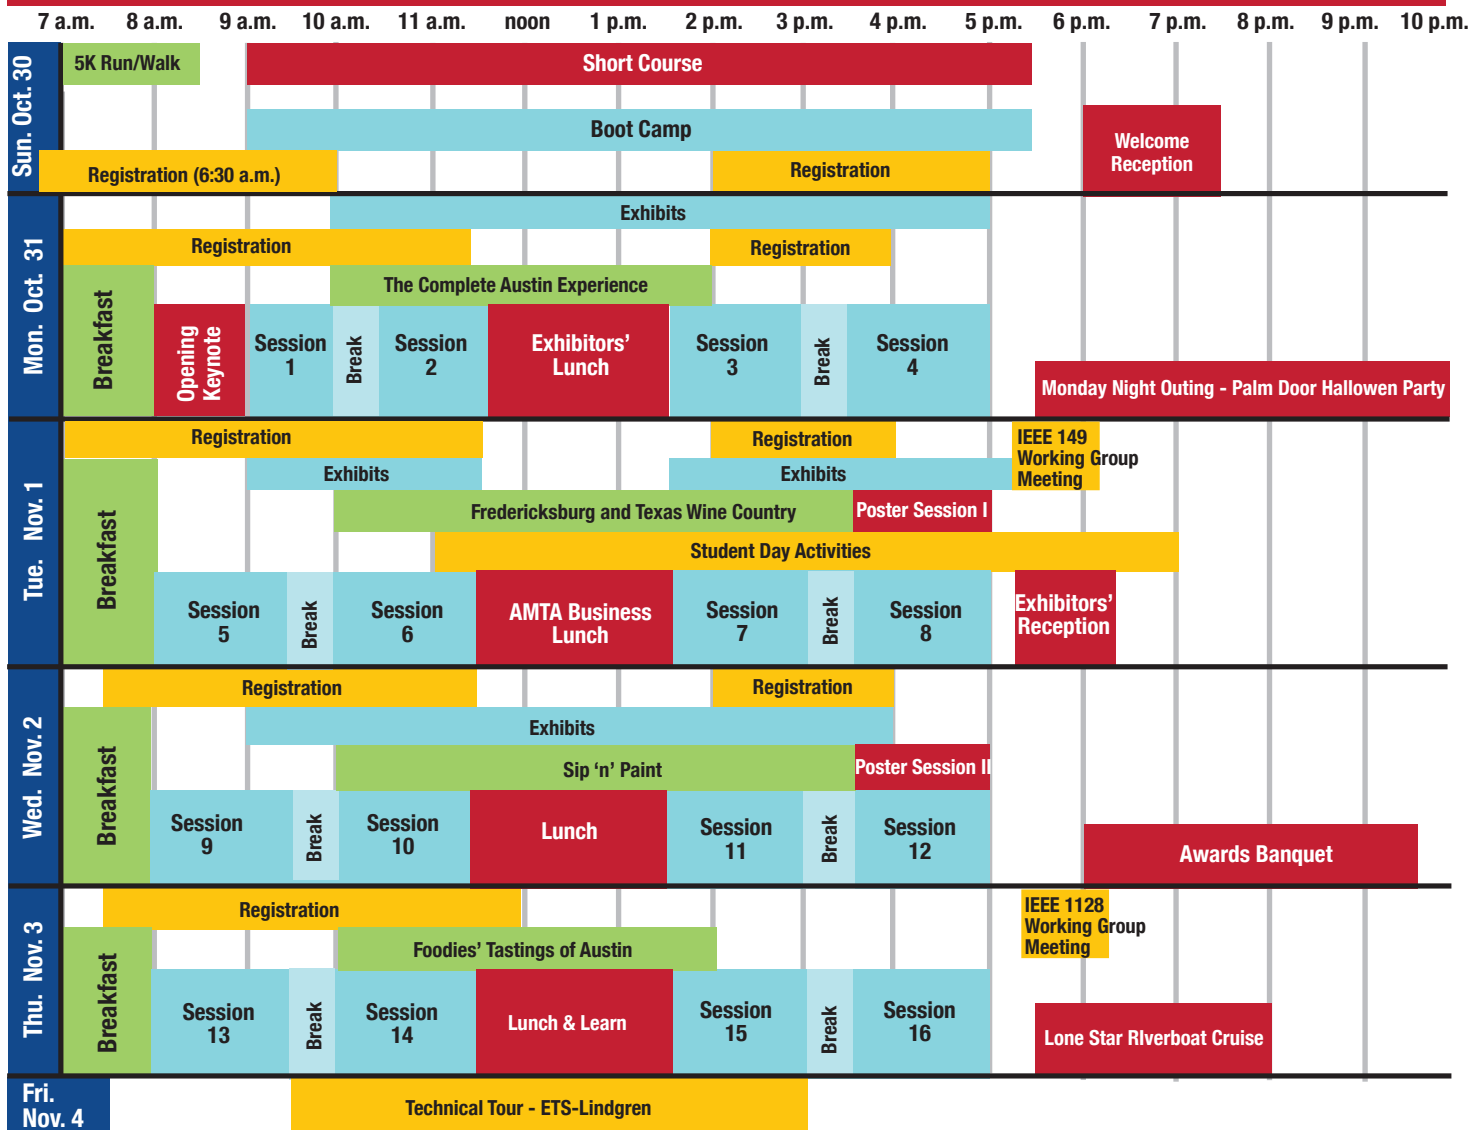 7 a.m. 8 a.m. 9 a.m. 10 a.m. 11 a.m. noon 1 p.m. 2 p.m. 3 p.m. 4 p.m. 5 p.m. 6 p.m. 7 p.m. 8 p.m. 9 p.m. 10 p.m.
Sun. Oct. 30
5K Run/Walk
Short Course
Boot Camp
Registration (6:30 a.m.)
Registration
Welcome
Reception
Mon. Oct. 31
Exhibits
Registration
Registration
The Complete Austin Experience
Breakfast
Opening
Keynote
Session
1
Break
Session
2
Exhibitors'
Lunch
Session
3
Break
Session
4
Monday Night Outing - Palm Door Hallowen Party
Tue. Nov. 1
Registration
Registration
IEEE 149
Working Group
Meeting
Exhibits
Exhibits
Fredericksburg and Texas Wine Country
Poster Session I
Student Day Activities
Breakfast
Session
5
Break
Session
6
AMTA Business
Lunch
Session
7
Break
Session
8
Exhibitors'
Reception
Wed. Nov. 2
Registration
Registration
Exhibits
Sip 'n' Paint
Poster Session II
Breakfast
Session
9
Break
Session
10
Lunch
Session
11
Break
Session
12
Awards Banquet
Thu. Nov. 3
Registration
IEEE 1128
Working Group
Meeting
Foodies' Tastings of Austin
Breakfast
Session
13
Break
Session
14
Lunch & Learn
Session
15
Break
Session
16
Lone Star RIverboat Cruise
Fri.
Nov. 4
Technical Tour - ETS-Lindgren